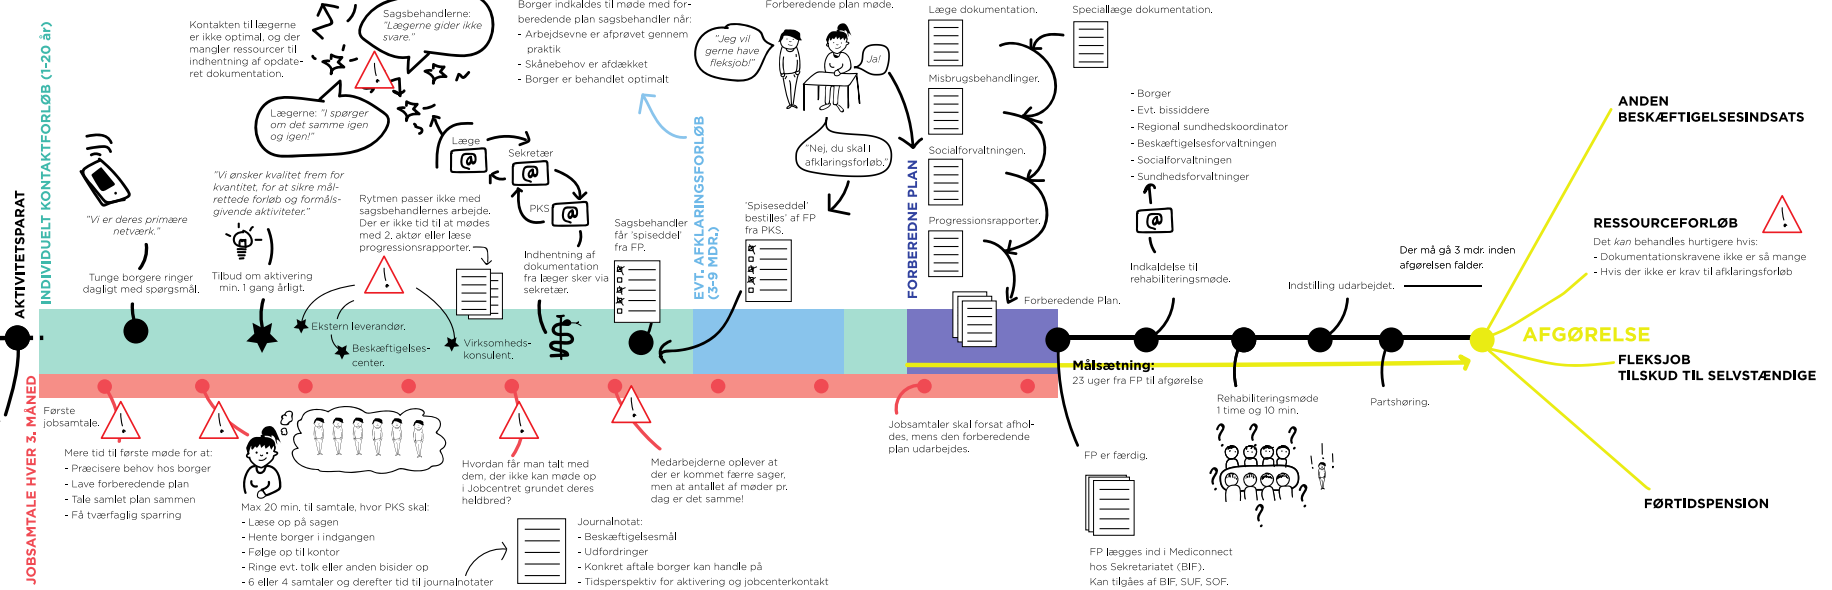 AKTIVITETSPARAT
INDIVIDUELT KONTAKTFORLØB (1-20 år)
JOBSAMTALE HVER 3. MÅNED
Kontakten til lægerne
er ikke optimal, og der
mangler ressourcer til
indhentning af opdate-
ret dokumentation.
Sagsbehandlerne:
"Lægerne gider ikke
svare."
Lægerne: "I spørger
om det samme igen
og igen!"
"Vi er deres primære
netværk."
Tunge borgere ringer
dagligt med spørgsmål.
"Vi ønsker kvalitet frem for
kvantitet, for at sikre mål-
rettede forløb og formåls-
givende aktiviteter."
Tilbud om aktivering
min. 1 gang årligt.
Rytmen passer ikke med
sagsbehandlernes arbejde.
Der er ikke tid til at mødes
med 2. aktør eller læse
progressionsrapporter.
Ekstern leverandør.
Beskæftigelses-
center.
Virksomheds-
konsulent.
Læge
@
Sekretær
@
PKS
@
Indhentning af
dokumentation
fra læger sker via
sekretær.
Borger indkaldes til møde med for-
beredende plan sagsbehandler når:
- Arbejdsevne er afprøvet gennem
praktik
- Skånebehov er afdækket
- Borger er behandlet optimalt
Sagsbehandler
får 'spiseddel'
fra FP.
EVT. AFKLARINGSFORLØB
(3-9 MDR.)
Forberedende plan møde.
"Jeg vil
gerne have
fleksjob!"
Ja!
"Nej, du skal i
afklaringsforløb."
'Spiseseddel'
bestilles' af FP
fra PKS.
FORBEREDNE PLAN
Læge dokumentation.
Speciallæge dokumentation.
Misbrugsbehandlinger.
Socialforvaltningen.
Progressionsrapporter.
Forberedende Plan.
- Borger
- Evt. bissiddere
- Regional sundhedskoordinator
- Beskæftigelsesforvaltningen
- Socialforvaltningen
- Sundhedsforvaltninger
@
Indkaldelse til
rehabiliteringsmøde.
Indstilling udarbejdet.
Der må gå 3 mdr. inden
afgørelsen falder.
Målsætning:
23 uger fra FP til afgørelse
Rehabiliteringsmøde
1 time og 10 min.
Partshøring.
AFGØRELSE
ANDEN
BESKÆFTIGELSESINDSATS
RESSOURCEFORLØB
Det kan behandles hurtigere hvis:
- Dokumentationskravene ikke er så mange
- Hvis der ikke er krav til afklaringsforløb
FLEKSJOB
TILSKUD TIL SELVSTÆNDIGE
FØRTIDSPENSION
Første
jobsamtale.
Mere tid til første møde for at:
- Præcisere behov hos borger
- Lave forberedende plan
- Tale samlet plan sammen
- Få tværfaglig sparring
Max 20 min. til samtale, hvor PKS skal:
- Læse op på sagen
- Hente borger i indgangen
- Følge op til kontor
- Ringe evt. tolk eller anden bisider op
- 6 eller 4 samtaler og derefter tid til journalnotater
Hvordan får man talt med
dem, der ikke kan møde op
i Jobcentret grundet deres
heldbred?
Journalnotat:
- Beskæftigelsesmål
- Udfordringer
- Konkret aftale borger kan handle på
- Tidsperspektiv for aktivering og jobcenterkontakt
Medarbejderne oplever at
der er kommet færre sager,
men at antallet af møder pr.
dag er det samme!
Jobsamtaler skal forsat afhol-
des, mens den forberedende
plan udarbejdes.
FP er færdig.
FP lægges ind i Mediconnect
hos Sekretariatet (BIF).
Kan tilgåes af BIF, SUF, SOF.